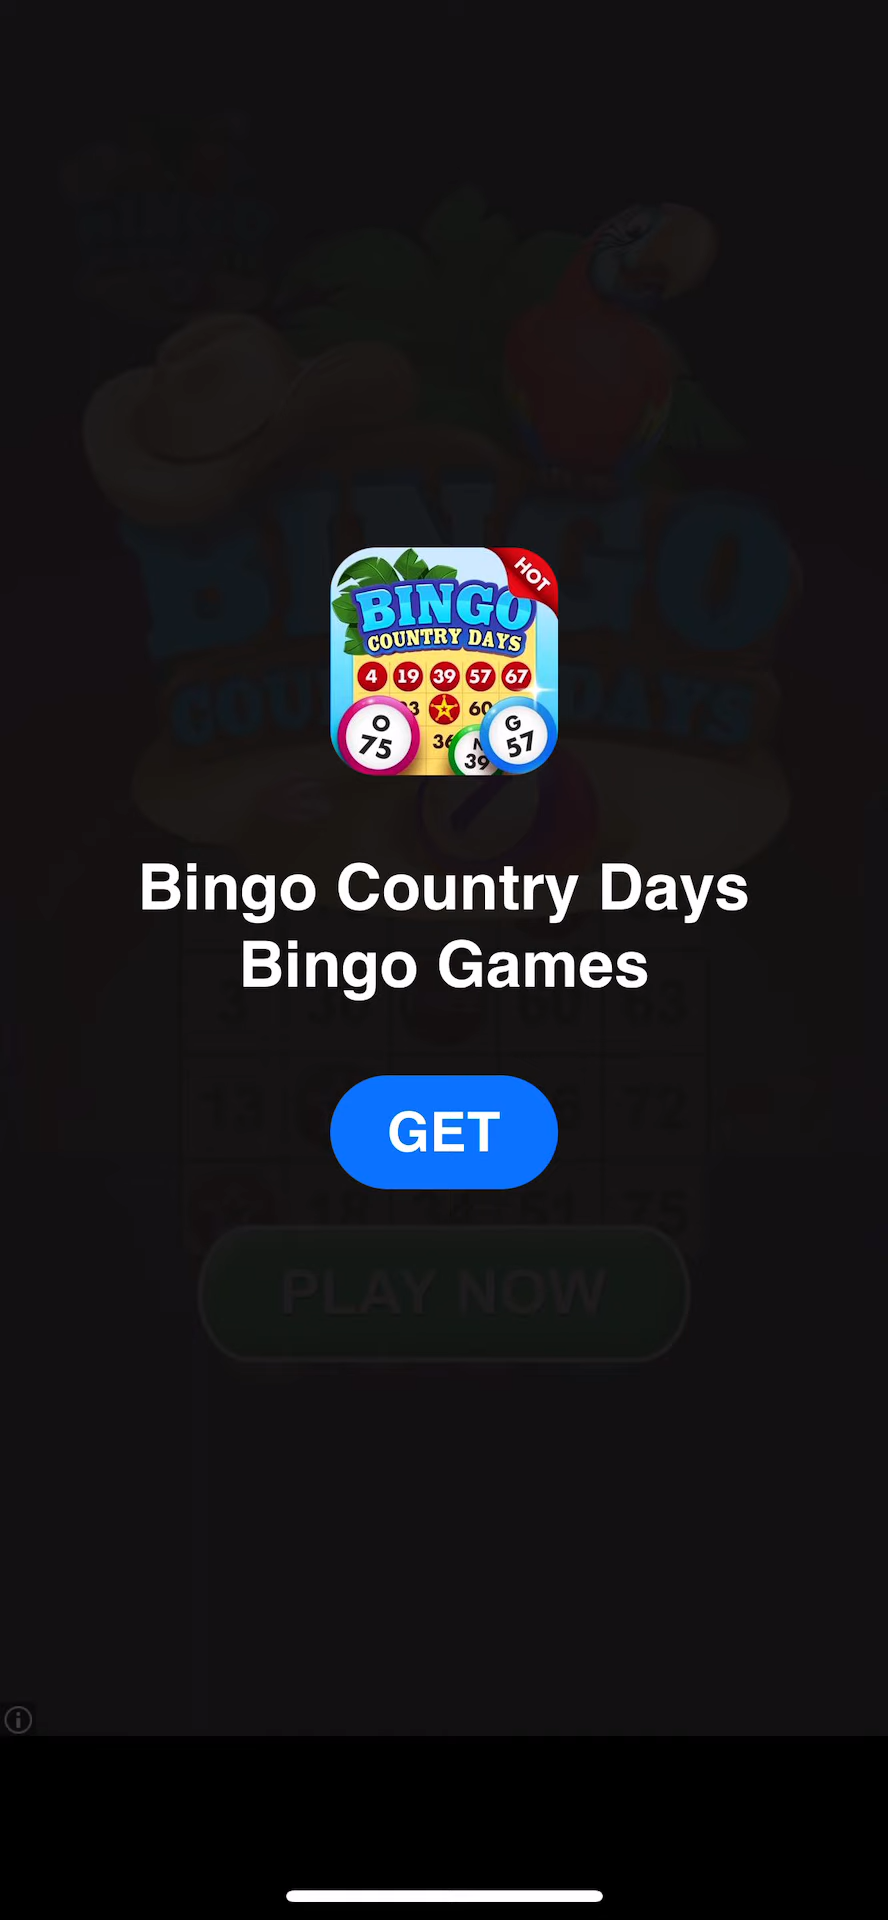 HOT
BINGO
COUNTRY DAYS
4 19 39 57 67
60
O
75
G
57
39
Bingo Country Days
Bingo Games
GET
PLAY NOW